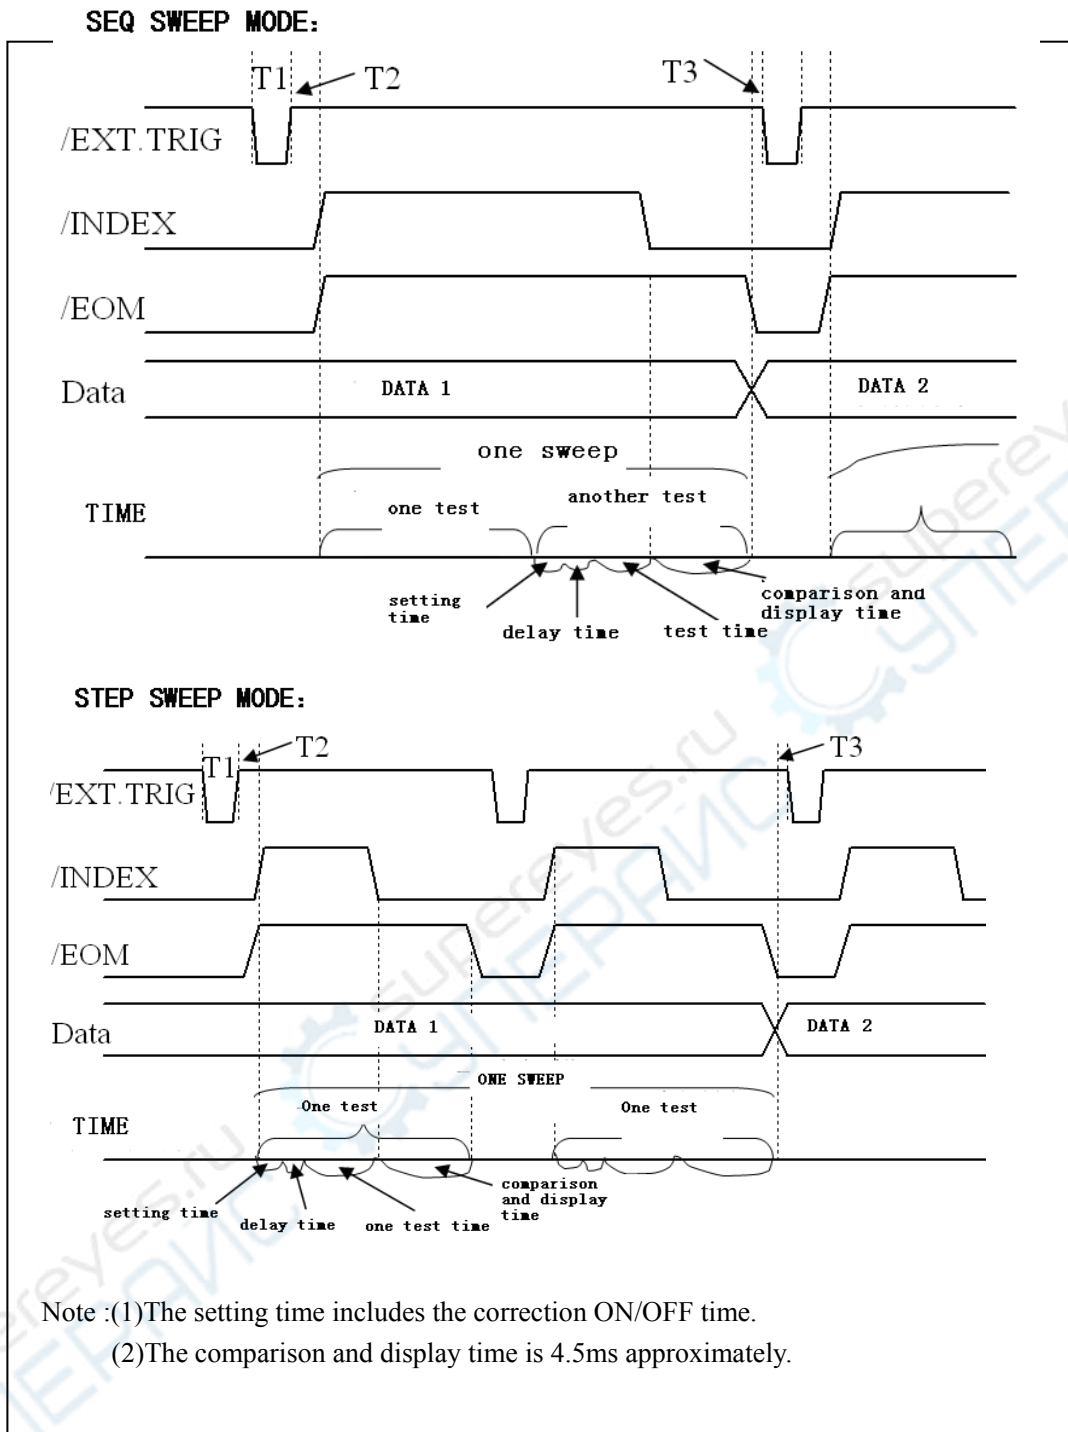 SEQ SWEEP MODE:
T1
T2
T3
/EXT.TRIG
/INDEX
/EOM
Data
DATA 1
DATA 2
one sweep
another test
one test
TIME
setting
time
delay time
test time
comparison and
display time
STEP SWEEP MODE:
T1
T2
T3
/EXT.TRIG
/INDEX
/EOM
Data
DATA 1
DATA 2
ONE SWEEP
One test
One test
TIME
setting time
delay time
one test time
comparison
and display
time
Note :(1)The setting time includes the correction ON/OFF time.
(2)The comparison and display time is 4.5ms approximately.
supereyes.ru
СУПЕРАЙС